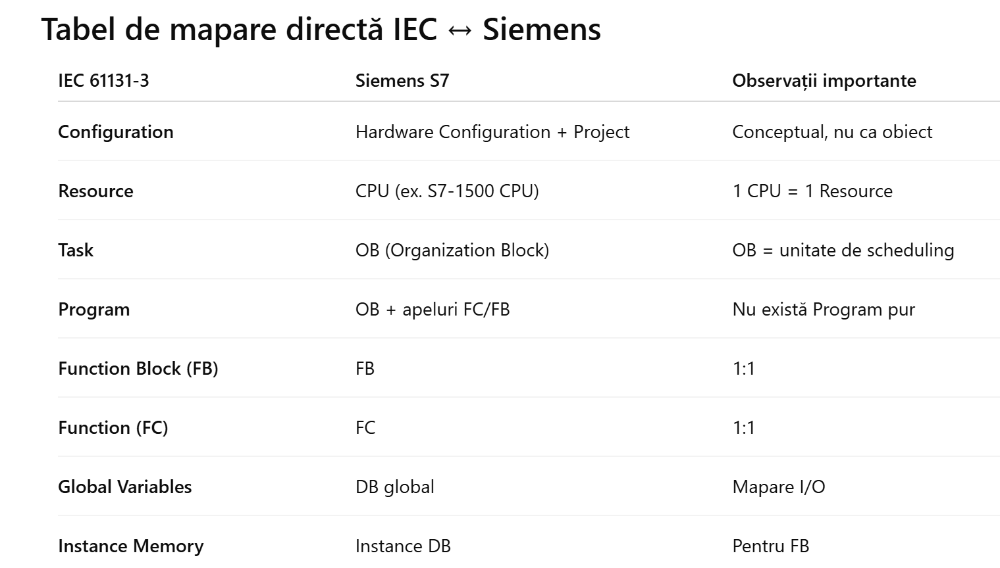 Tabel de mapare directă IEC ↔ Siemens
IEC 61131-3 Siemens S7 Observații importante
Configuration Hardware Configuration + Project Conceptual, nu ca obiect
Resource CPU (ex. S7-1500 CPU) 1 CPU = 1 Resource
Task OB (Organization Block) OB = unitate de scheduling
Program OB + apeluri FC/FB Nu există Program pur
Function Block (FB) FB 1:1
Function (FC) FC 1:1
Global Variables DB global Mapare I/O
Instance Memory Instance DB Pentru FB